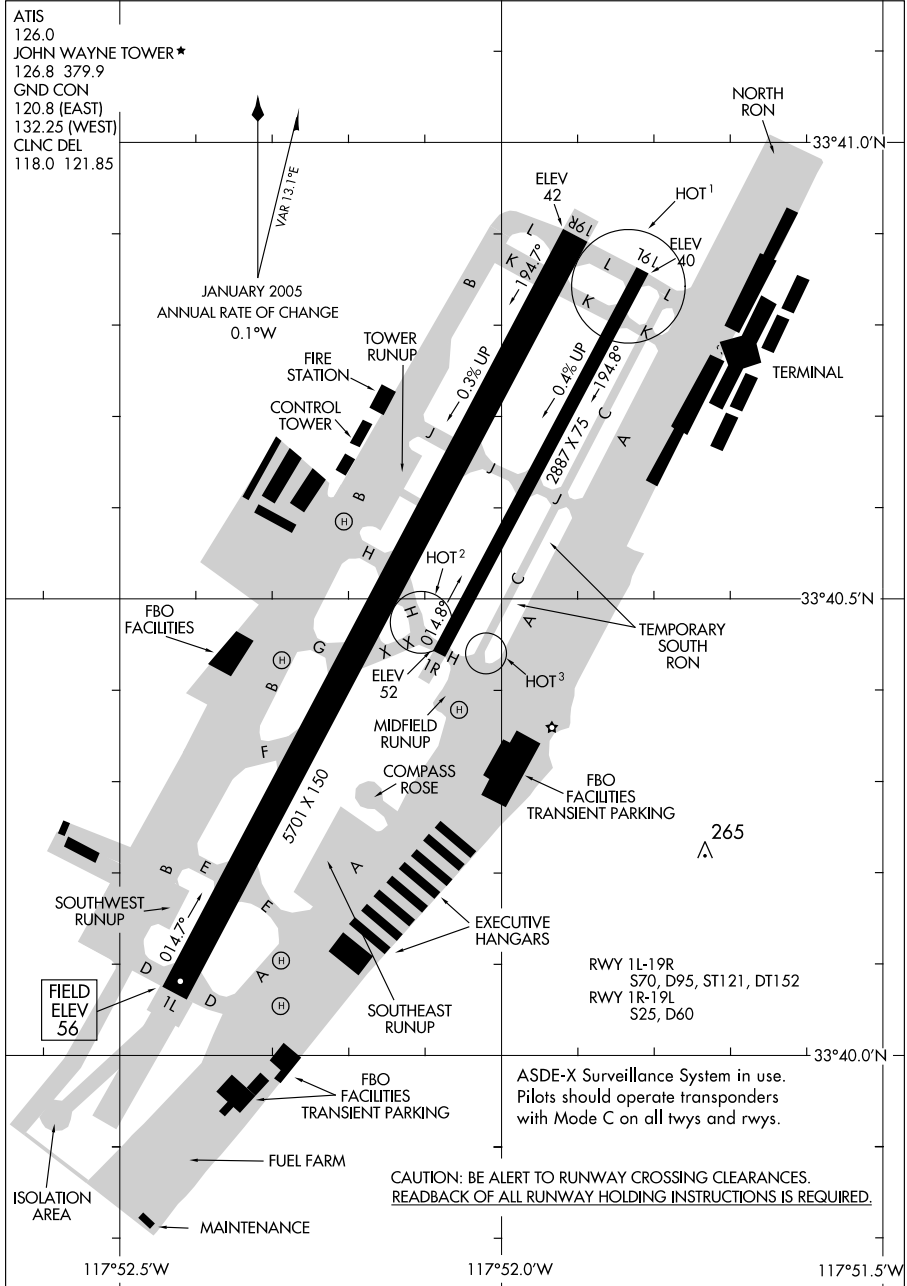 ATIS
126.0
JOHN WAYNE TOWER★
126.8 379.9
GND CON
120.8 (EAST)
132.25 (WEST)
CLNC DEL
118.0 121.85
VAR 13.1°E
JANUARY 2005
ANNUAL RATE OF CHANGE
0.1°W
NORTH
RON
33°41.0'N
ELEV
42
HOT 1
19R
L
K
194.7°
L
19L
ELEV
40
K
L
K
B
TOWER
RUNUP
FIRE
STATION
CONTROL
TOWER
0.3% UP
0.4% UP
194.8°
TERMINAL
J
J
2887 X 75
C
A
J
B
H
H
HOT 2
H
014.8°
C
A
33°40.5'N
FBO
FACILITIES
H
G
X
X
1R
H
ELEV
52
HOT 3
TEMPORARY
SOUTH
RON
B
F
MIDFIELD
RUNUP
H
COMPASS
ROSE
FBO
FACILITIES
TRANSIENT PARKING
5701 X 150
265
B
E
A
SOUTHWEST
RUNUP
014.7°
E
EXECUTIVE
HANGARS
D
A
H
D
H
1L
FIELD
ELEV
56
SOUTHEAST
RUNUP
RWY 1L-19R
S70, D95, ST121, DT152
RWY 1R-19L
S25, D60
33°40.0'N
FBO
FACILITIES
TRANSIENT PARKING
ASDE-X Surveillance System in use.
Pilots should operate transponders
with Mode C on all twys and rwys.
FUEL FARM
ISOLATION
AREA
MAINTENANCE
CAUTION: BE ALERT TO RUNWAY CROSSING CLEARANCES.
READBACK OF ALL RUNWAY HOLDING INSTRUCTIONS IS REQUIRED.
117°52.5'W
117°52.0'W
117°51.5'W